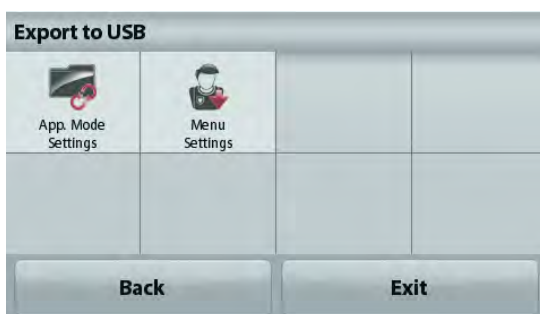 Export to USB
App. Mode
Settings
Menu
Settings
Back
Exit